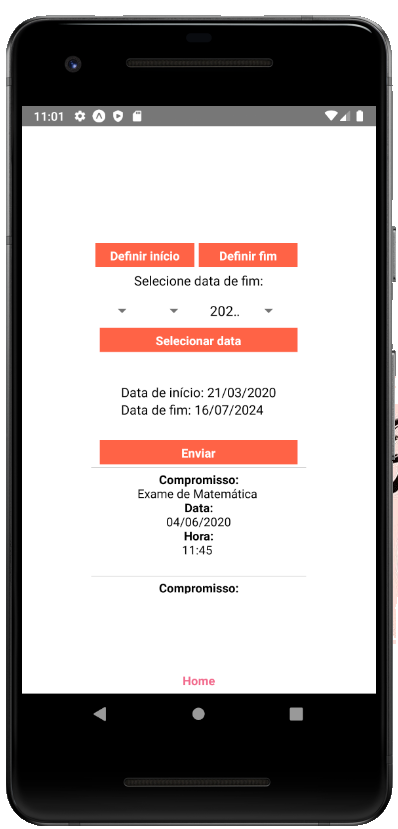 11:01
Definir início Definir fim
Selecione data de fim:
202..
Selecionar data
Data de início: 21/03/2020
Data de fim: 16/07/2024
Enviar
Compromisso:
Exame de Matemática
Data:
04/06/2020
Hora:
11:45
Compromisso:
Home